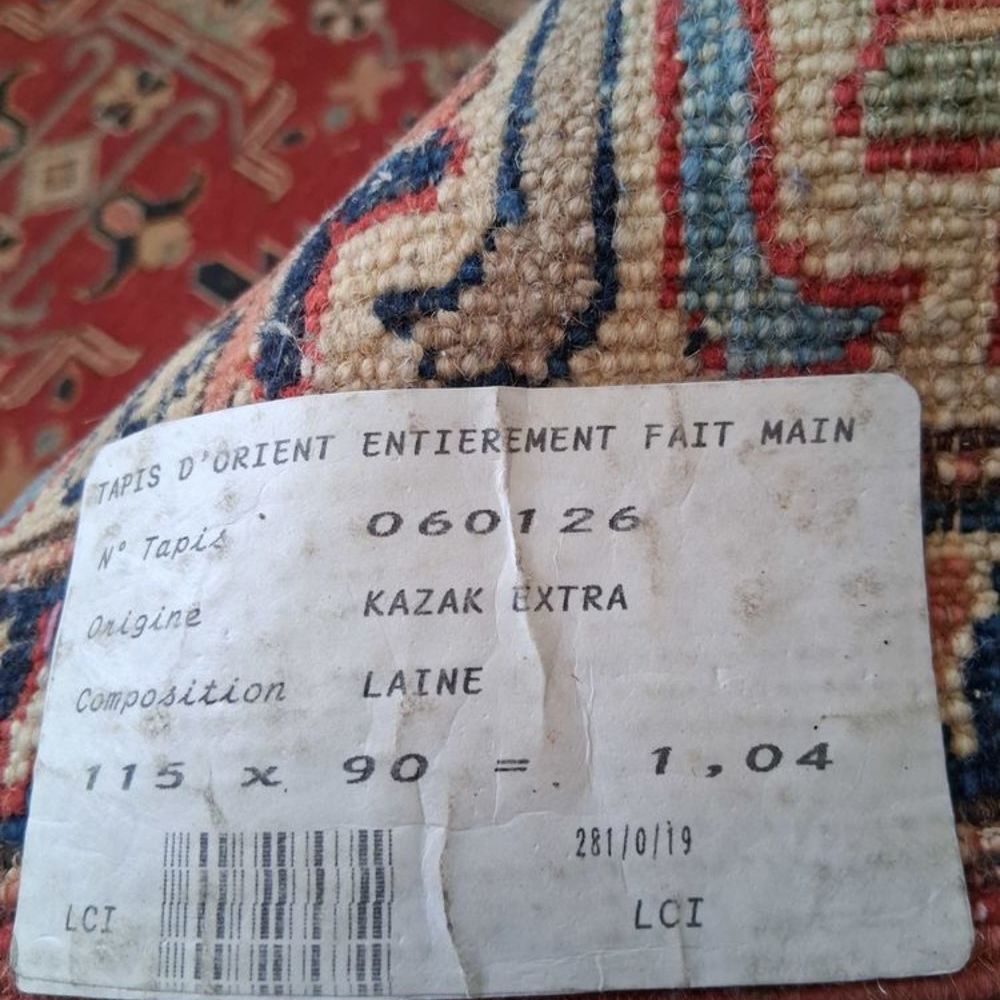 TAPIS D'ORIENT ENTIEREMENT FAIT MAIN
N° Tapis 060126
Origine KAZAK EXTRA
Composition LAINE
115 x 90 = 1,04
281/0/19
LCI LCI